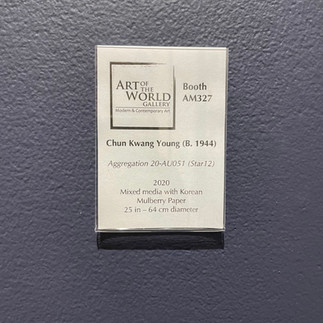 ART OF THE
WORLD
GALLERY
Modern & Contemporary Art
Booth
AM327
Chun Kwang Young (B. 1944)
Aggregation 20-AU051 (Star12)
2020
Mixed media with Korean
Mulberry Paper
25 in – 64 cm diameter